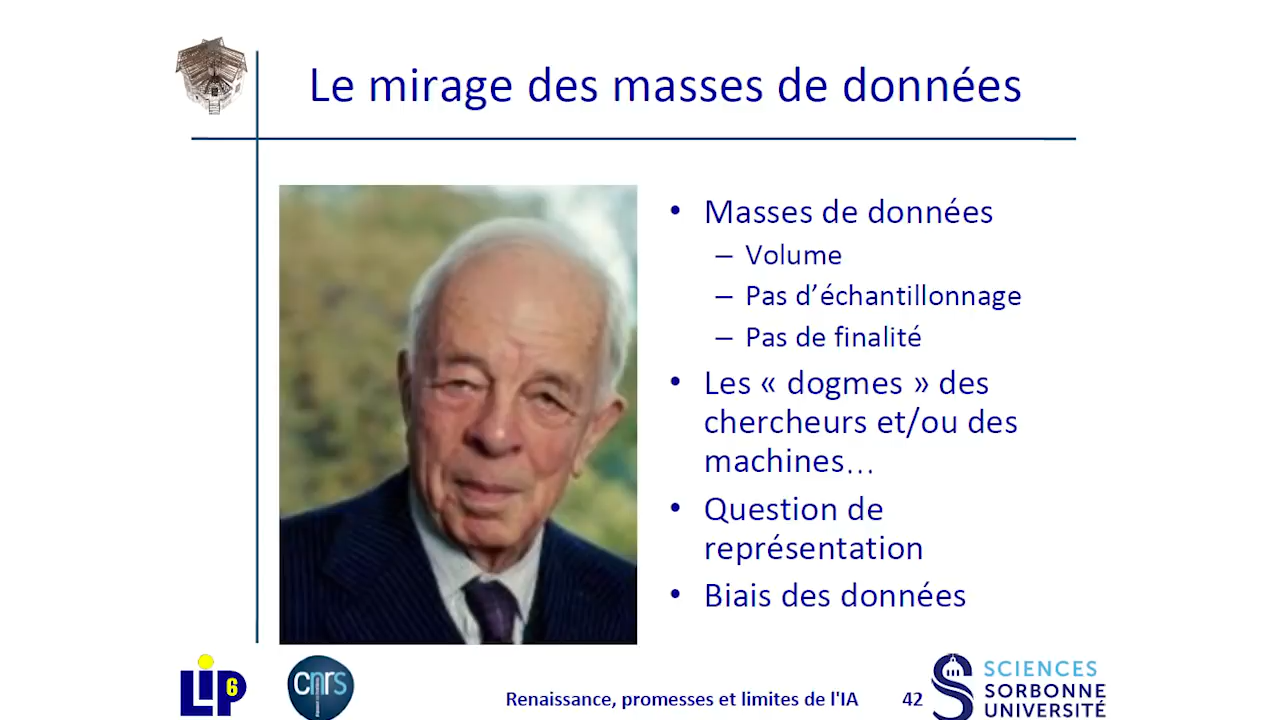 Le mirage des masses de données
• Masses de données
– Volume
– Pas d’échantillonnage
– Pas de finalité
• Les « dogmes » des
chercheurs et/ou des
machines…
• Question de
représentation
• Biais des données
LIP6
cnrs
Renaissance, promesses et limites de l'IA
42
SCIENCES
SORBONNE
UNIVERSITÉ